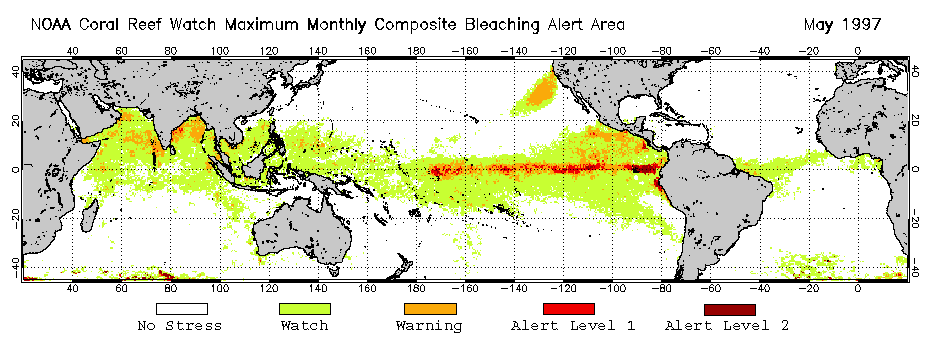 NOAA Coral Reef Watch Maximum Monthly Composite Bleaching Alert Area May 1997
40 60 80 100 120 140 160 180 −160 −140 −120 −100 −80 −60 −40 −20 0
40 40
20 20
0 0
−20 −20
−40 −40
40 60 80 100 120 140 160 180 −160 −140 −120 −100 −80 −60 −40 −20 0
No Stress Watch Warning Alert Level 1 Alert Level 2